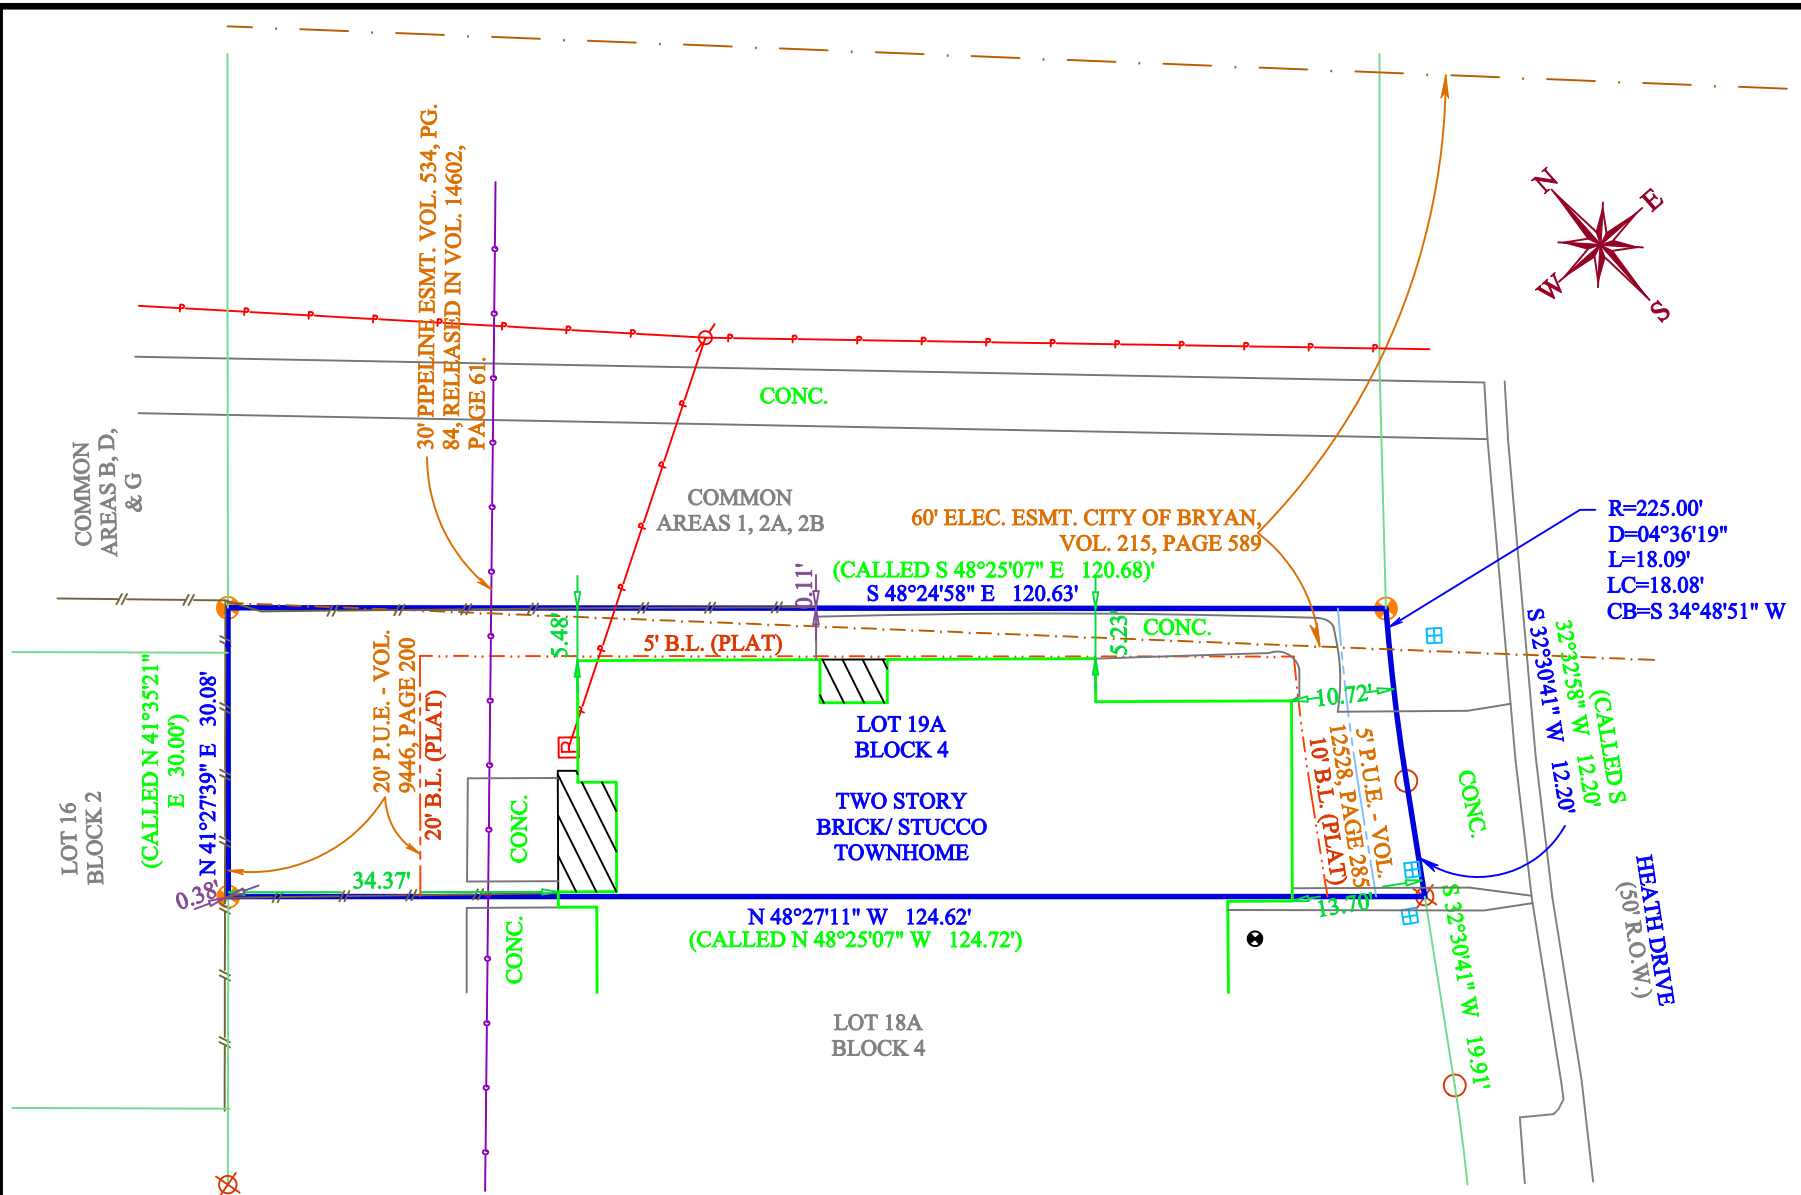 30' PIPELINE ESMT. VOL. 534, PG.
84, RELEASED IN VOL. 14602,
PAGE 61.
N
E
W
S
CONC.
COMMON
AREAS B, D,
& G
COMMON
AREAS 1, 2A, 2B
60' ELEC. ESMT. CITY OF BRYAN,
VOL. 215, PAGE 589
R=225.00'
D=04°36'19"
L=18.09'
LC=18.08'
CB=S 34°48'51" W
(CALLED S 48°25'07" E 120.68)'
S 48°24'58" E 120.63'
0.11'
5.48'
5.23'
CONC.
5' B.L. (PLAT)
20' P.U.E. - VOL.
9446, PAGE 200
20' B.L. (PLAT)
(CALLED N 41°35'21"
E 30.00')
N 41°27'39" E 30.08'
LOT 16
BLOCK 2
LOT 19A
BLOCK 4
TWO STORY
BRICK/ STUCCO
TOWNHOME
10.72'
5' P.U.E. - VOL.
12528, PAGE 285
10' B.L. (PLAT)
(CALLED S
32°32'58" W 12.20'
S 32°30'41" W 12.20'
CONC.
CONC.
HEATH DRIVE
(50' R.O.W.)
0.38'
34.37'
13.70'
N 48°27'11" W 124.62'
(CALLED N 48°25'07" W 124.72')
CONC.
S 32°30'41" W 19.91'
LOT 18A
BLOCK 4